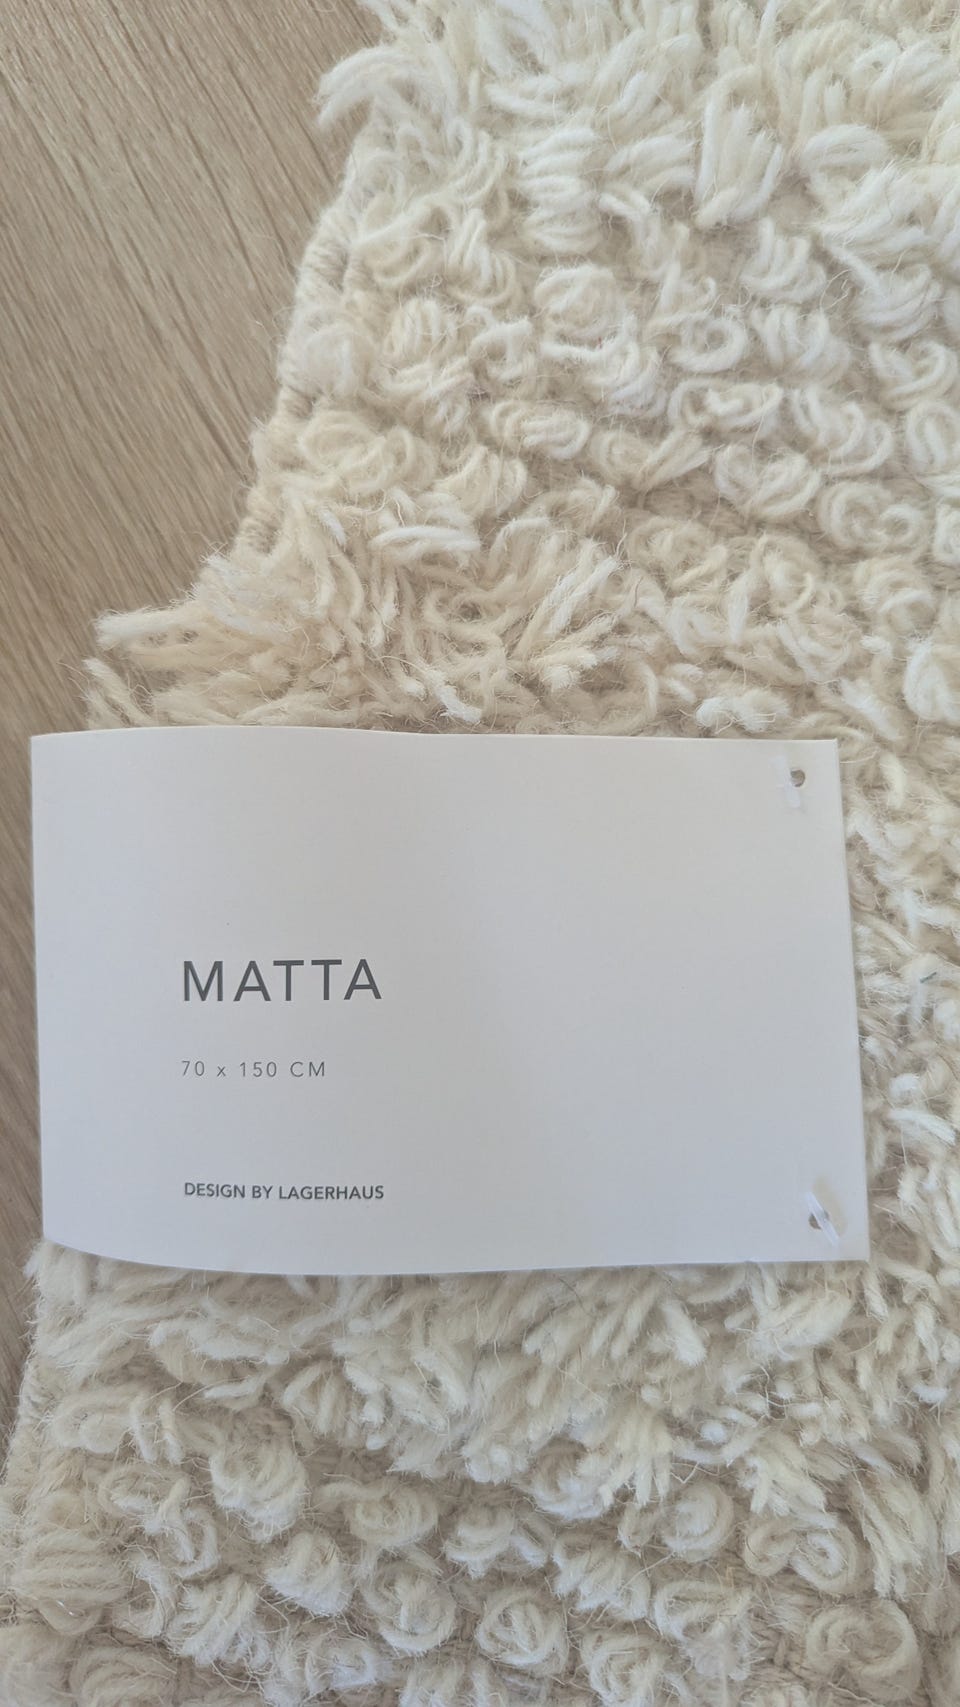 MATTA
70 x 150 CM
DESIGN BY LAGERHAUS